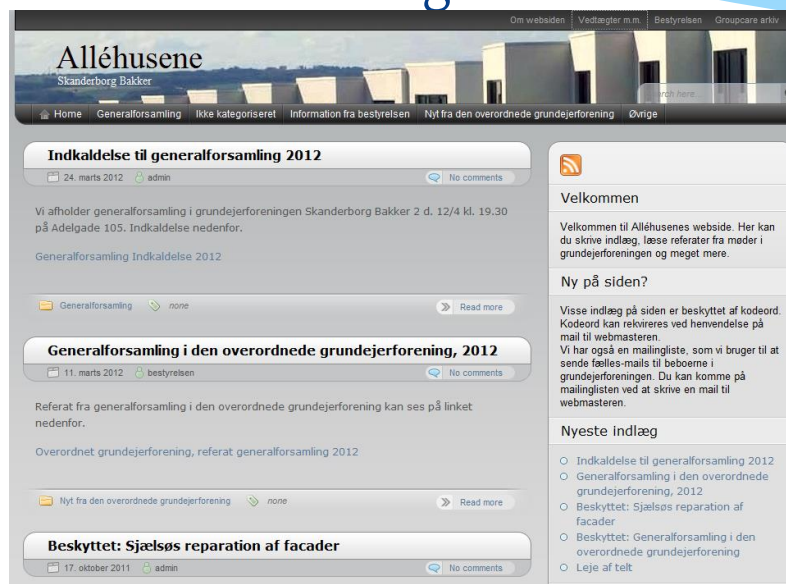 Om websiden Vedtægter m.m. Bestyrelsen Groupcare arkiv
Alléhusene
Skanderborg Bakker
search here...
Home Generalforsamling Ikke kategoriseret Information fra bestyrelsen Nyt fra den overordnede grundejerforening Øvrige
Indkaldelse til generalforsamling 2012
24. marts 2012 admin No comments
Vi afholder generalforsamling i grundejerforeningen Skanderborg Bakker 2 d. 12/4 kl. 19.30
på Adelgade 105. Indkaldelse nedenfor.
Generalforsamling Indkaldelse 2012
Generalforsamling none Read more
Generalforsamling i den overordnede grundejerforening, 2012
11. marts 2012 bestyrelsen No comments
Referat fra generalforsamling i den overordnede grundejerforening kan ses på linket
nedenfor.
Overordnet grundejerforening, referat generalforsamling 2012
Nyt fra den overordnede grundejerforening none Read more
Beskyttet: Sjælsøs reparation af facader
17. oktober 2011 admin No comments
Velkommen
Velkommen til Alléhusenes webside. Her kan
du skrive indlæg, læse referater fra møder i
grundejerforeningen og meget mere.
Ny på siden?
Visse indlæg på siden er beskyttet af kodeord.
Kodeord kan rekvireres ved henvendelse på
mail til webmasteren.
Vi har også en mailingliste, som vi bruger til at
sende fælles-mails til beboerne i
grundejerforeningen. Du kan komme på
mailinglisten ved at skrive en mail til
webmasteren.
Nyeste indlæg
Indkaldelse til generalforsamling 2012
Generalforsamling i den overordnede
grundejerforening, 2012
Beskyttet: Sjælsøs reparation af
facader
Beskyttet: Generalforsamling i den
overordnede grundejerforening
Leje af telt